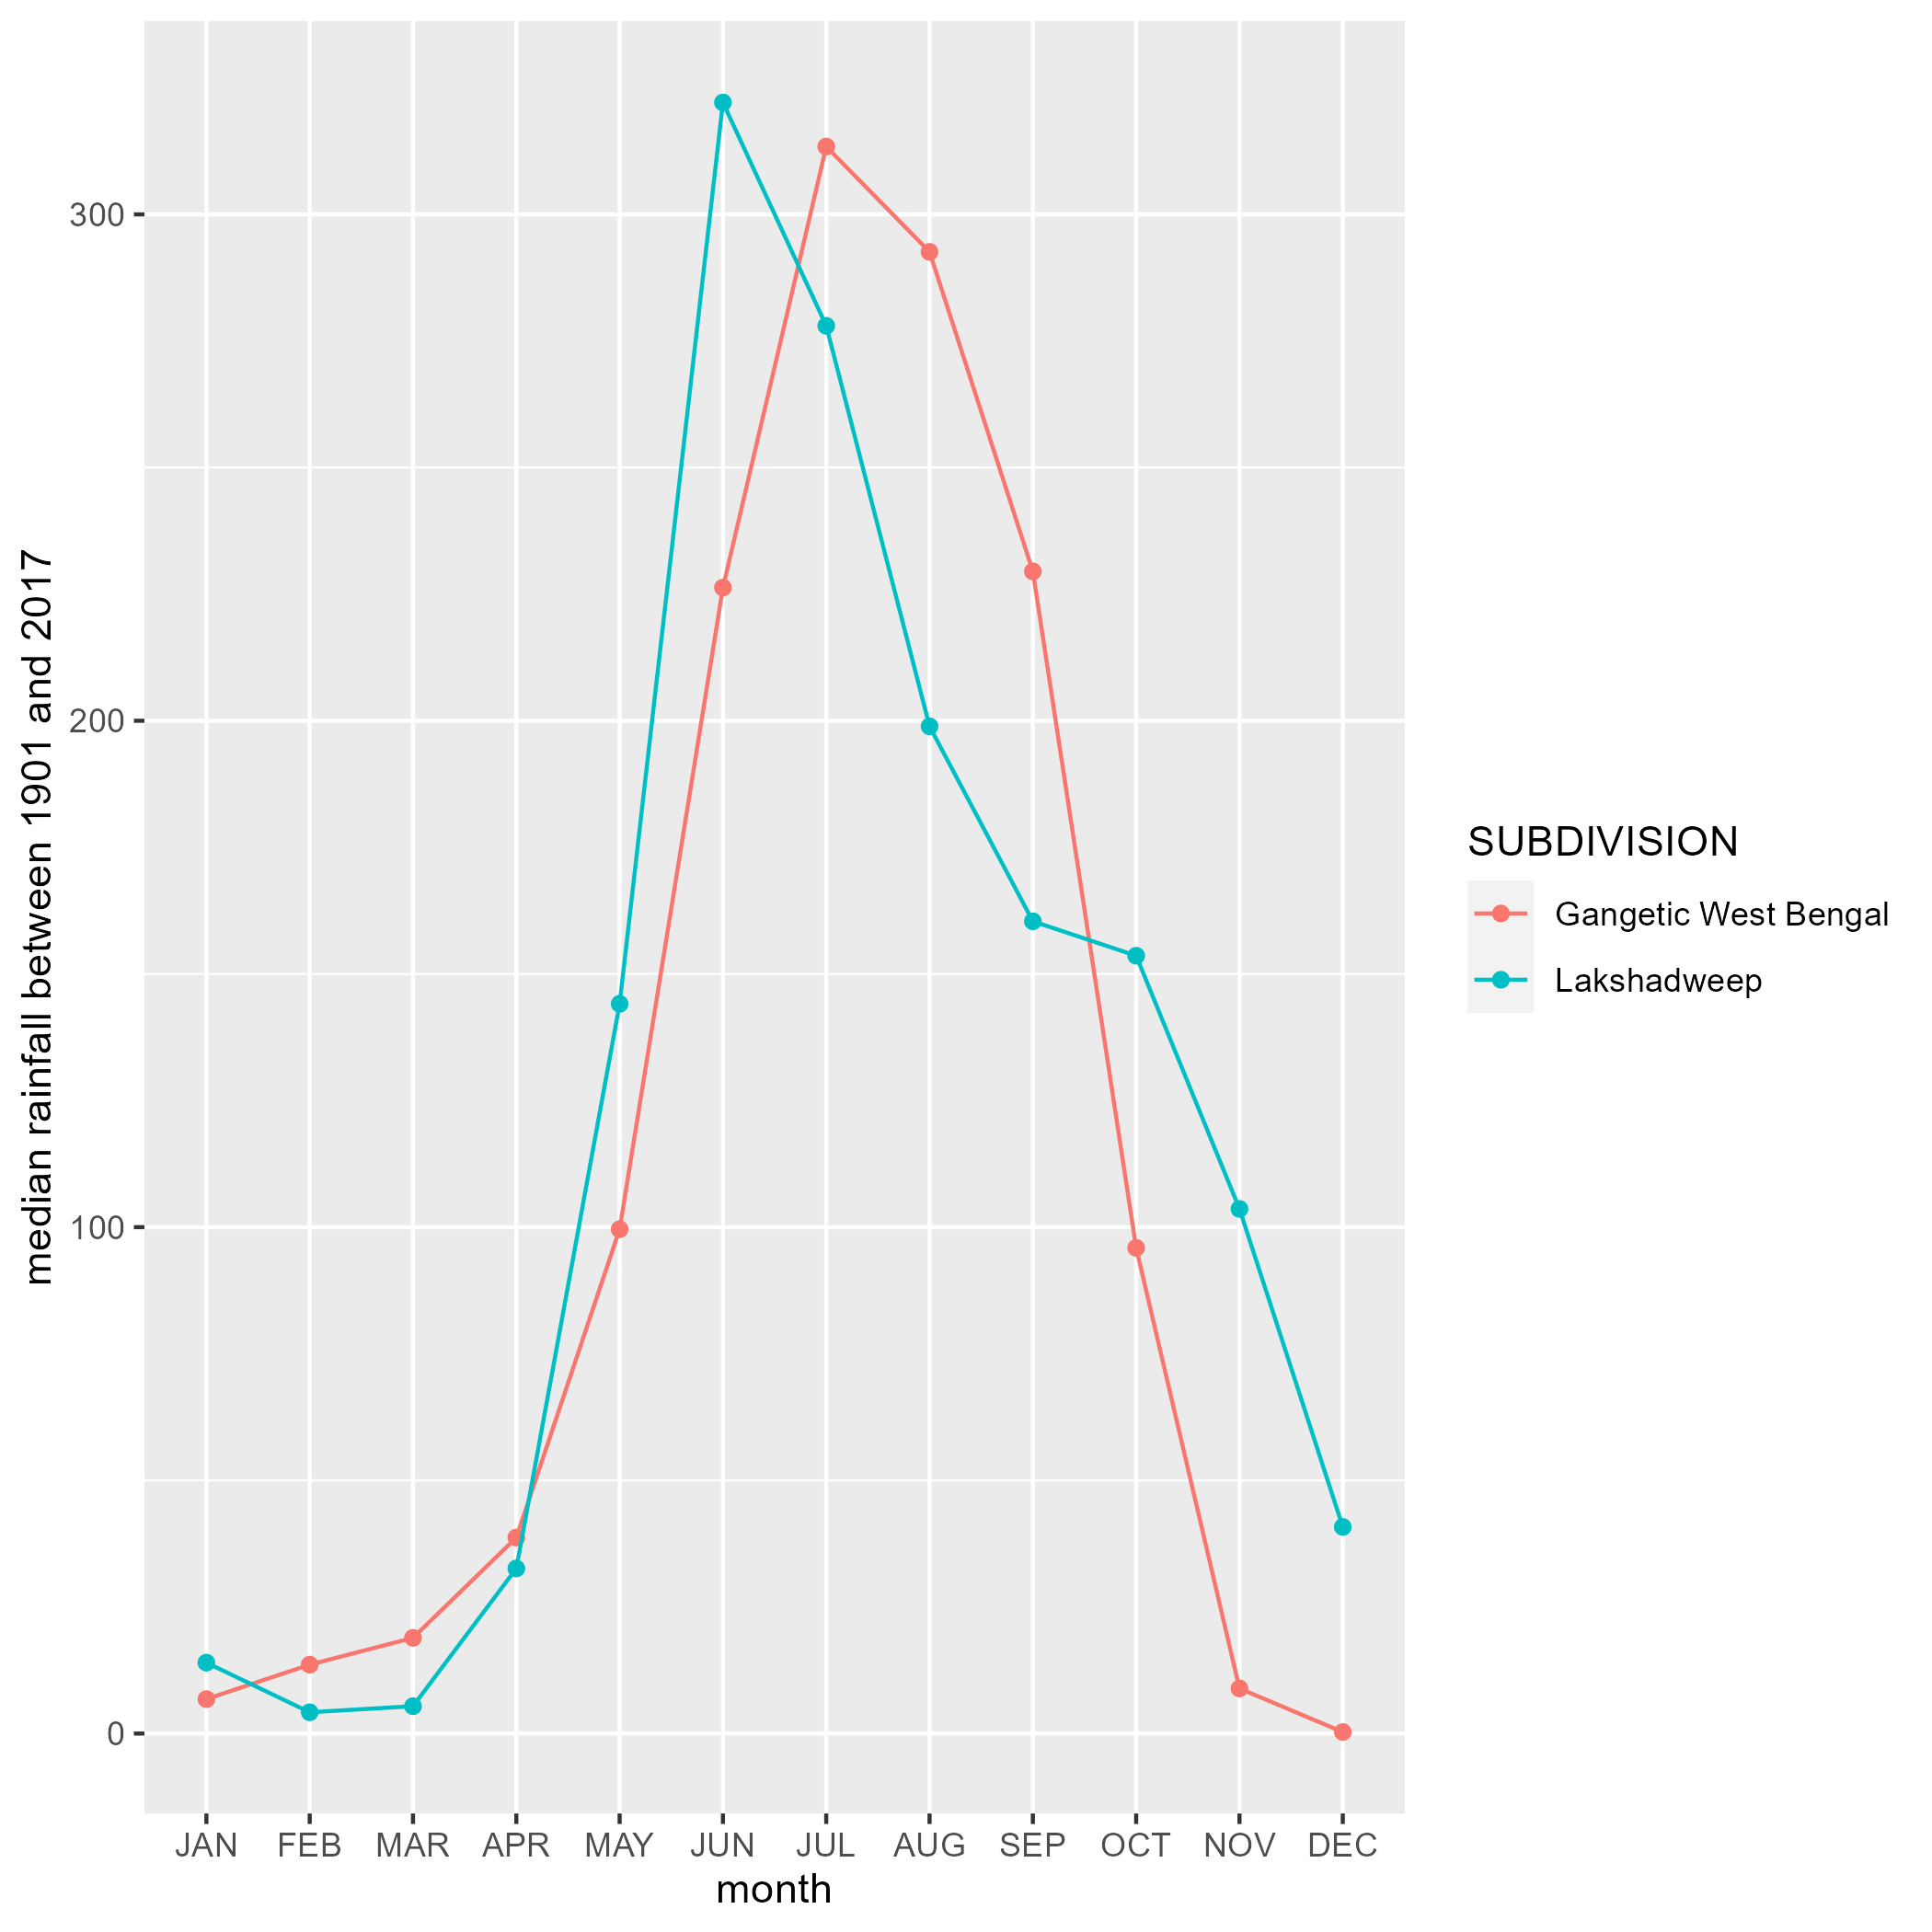 median rainfall between 1901 and 2017
300
200
100
0
JAN FEB MAR APR MAY JUN JUL AUG SEP OCT NOV DEC
month
SUBDIVISION
Gangetic West Bengal
Lakshadweep